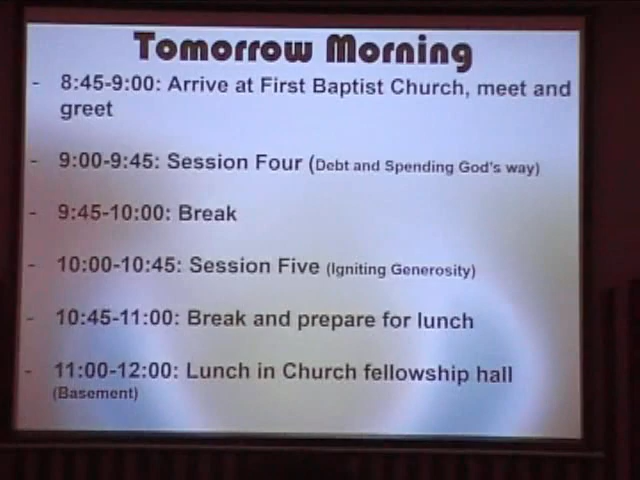 Tomorrow Morning
- 8:45-9:00: Arrive at First Baptist Church, meet and
greet
- 9:00-9:45: Session Four (Debt and Spending God's way)
- 9:45-10:00: Break
- 10:00-10:45: Session Five (Igniting Generosity)
- 10:45-11:00: Break and prepare for lunch
- 11:00-12:00: Lunch in Church fellowship hall
(Basement)